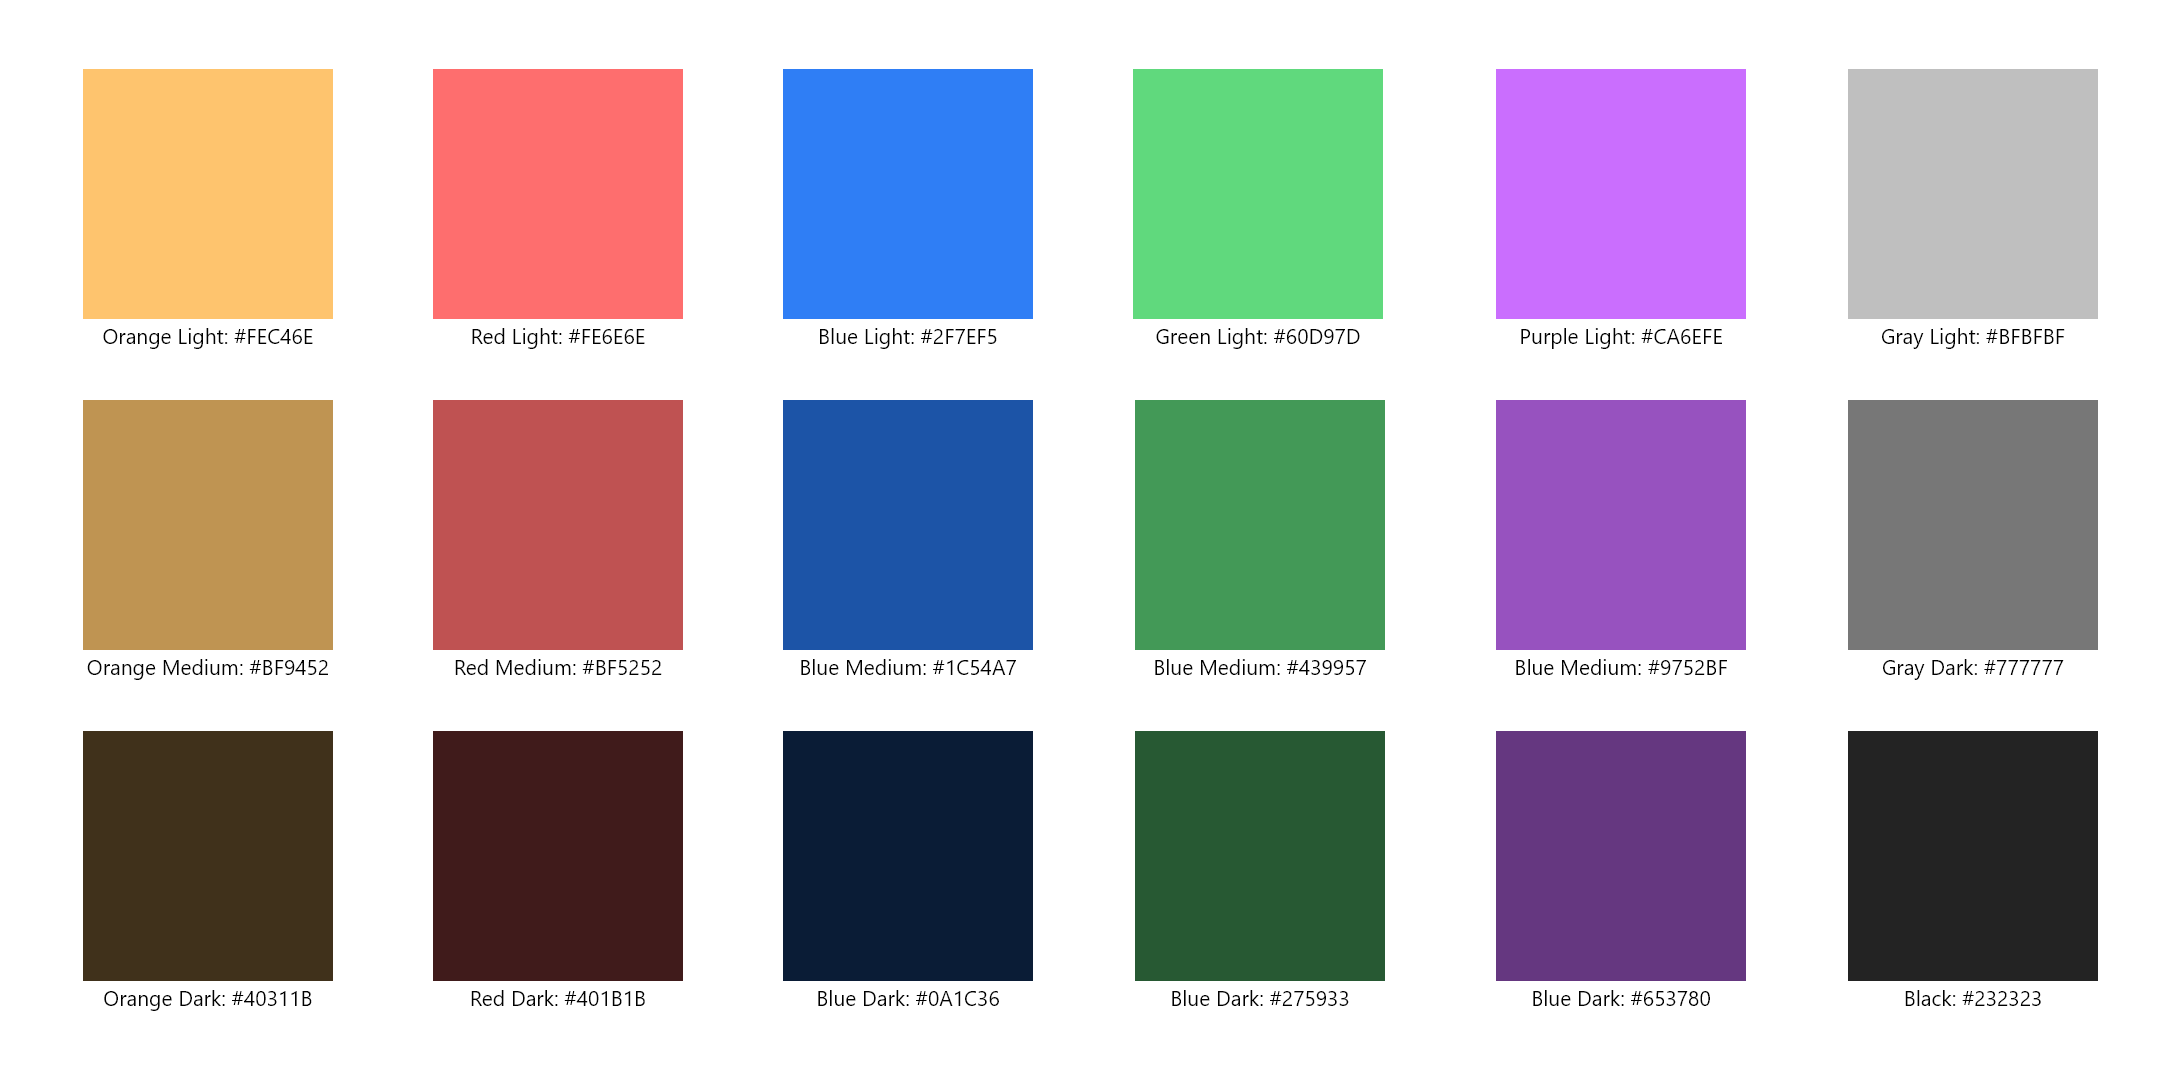 Orange Light: #FEC46E
Red Light: #FE6E6E
Blue Light: #2F7EF5
Green Light: #60D97D
Purple Light: #CA6EFE
Gray Light: #BFBFBF
Orange Medium: #BF9452
Red Medium: #BF5252
Blue Medium: #1C54A7
Blue Medium: #439957
Blue Medium: #9752BF
Gray Dark: #777777
Orange Dark: #40311B
Red Dark: #401B1B
Blue Dark: #0A1C36
Blue Dark: #275933
Blue Dark: #653780
Black: #232323